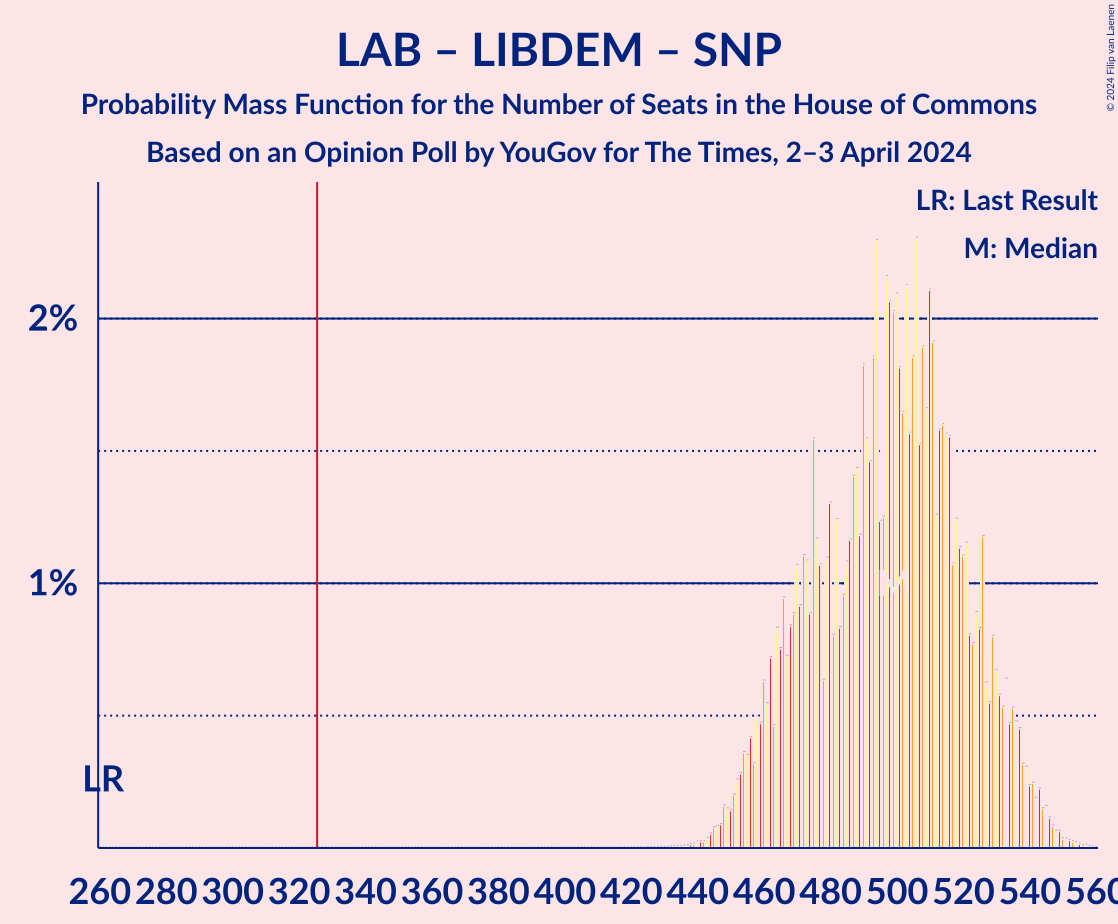 LAB – LIBDEM – SNP
Probability Mass Function for the Number of Seats in the House of Commons
Based on an Opinion Poll by YouGov for The Times, 2–3 April 2024
© 2024 Filip van Laenen
LR: Last Result
M: Median
2%
1%
M
LR
260 280 300 320 340 360 380 400 420 440 460 480 500 520 540 560